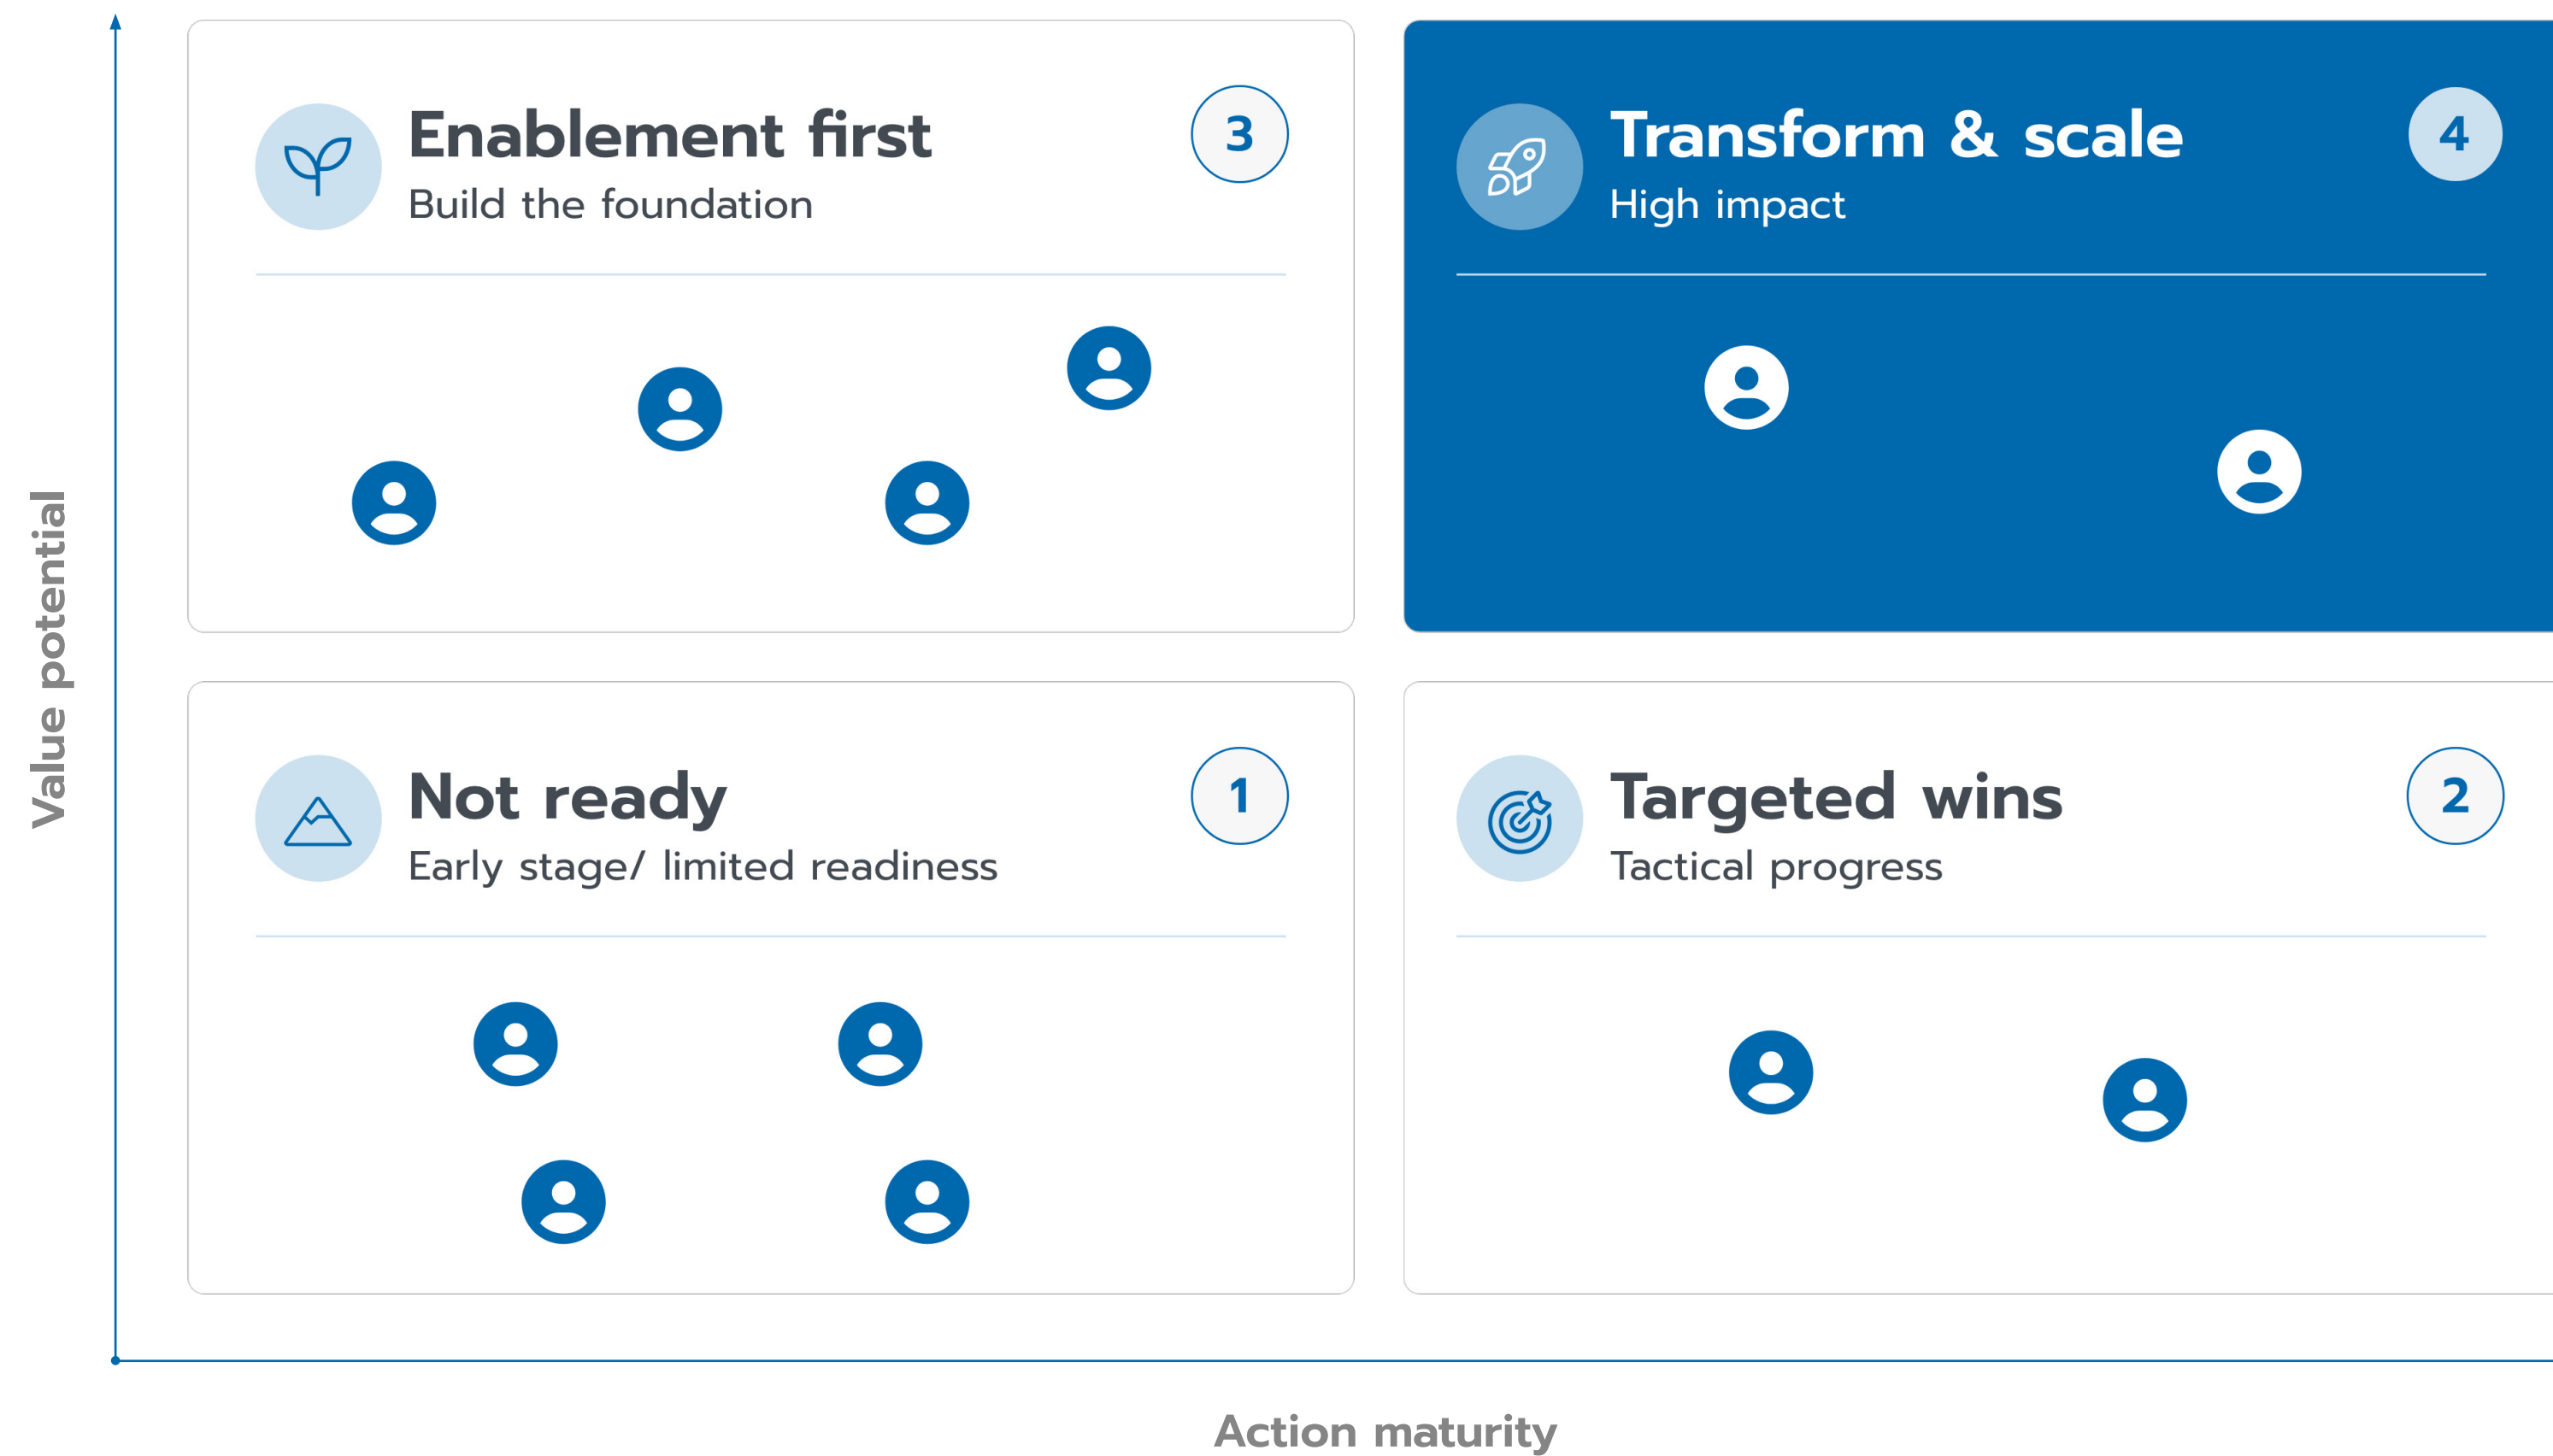 Value potential
Enablement first
Build the foundation
3
Transform & scale
High impact
4
Not ready
Early stage/ limited readiness
1
Targeted wins
Tactical progress
2
Action maturity